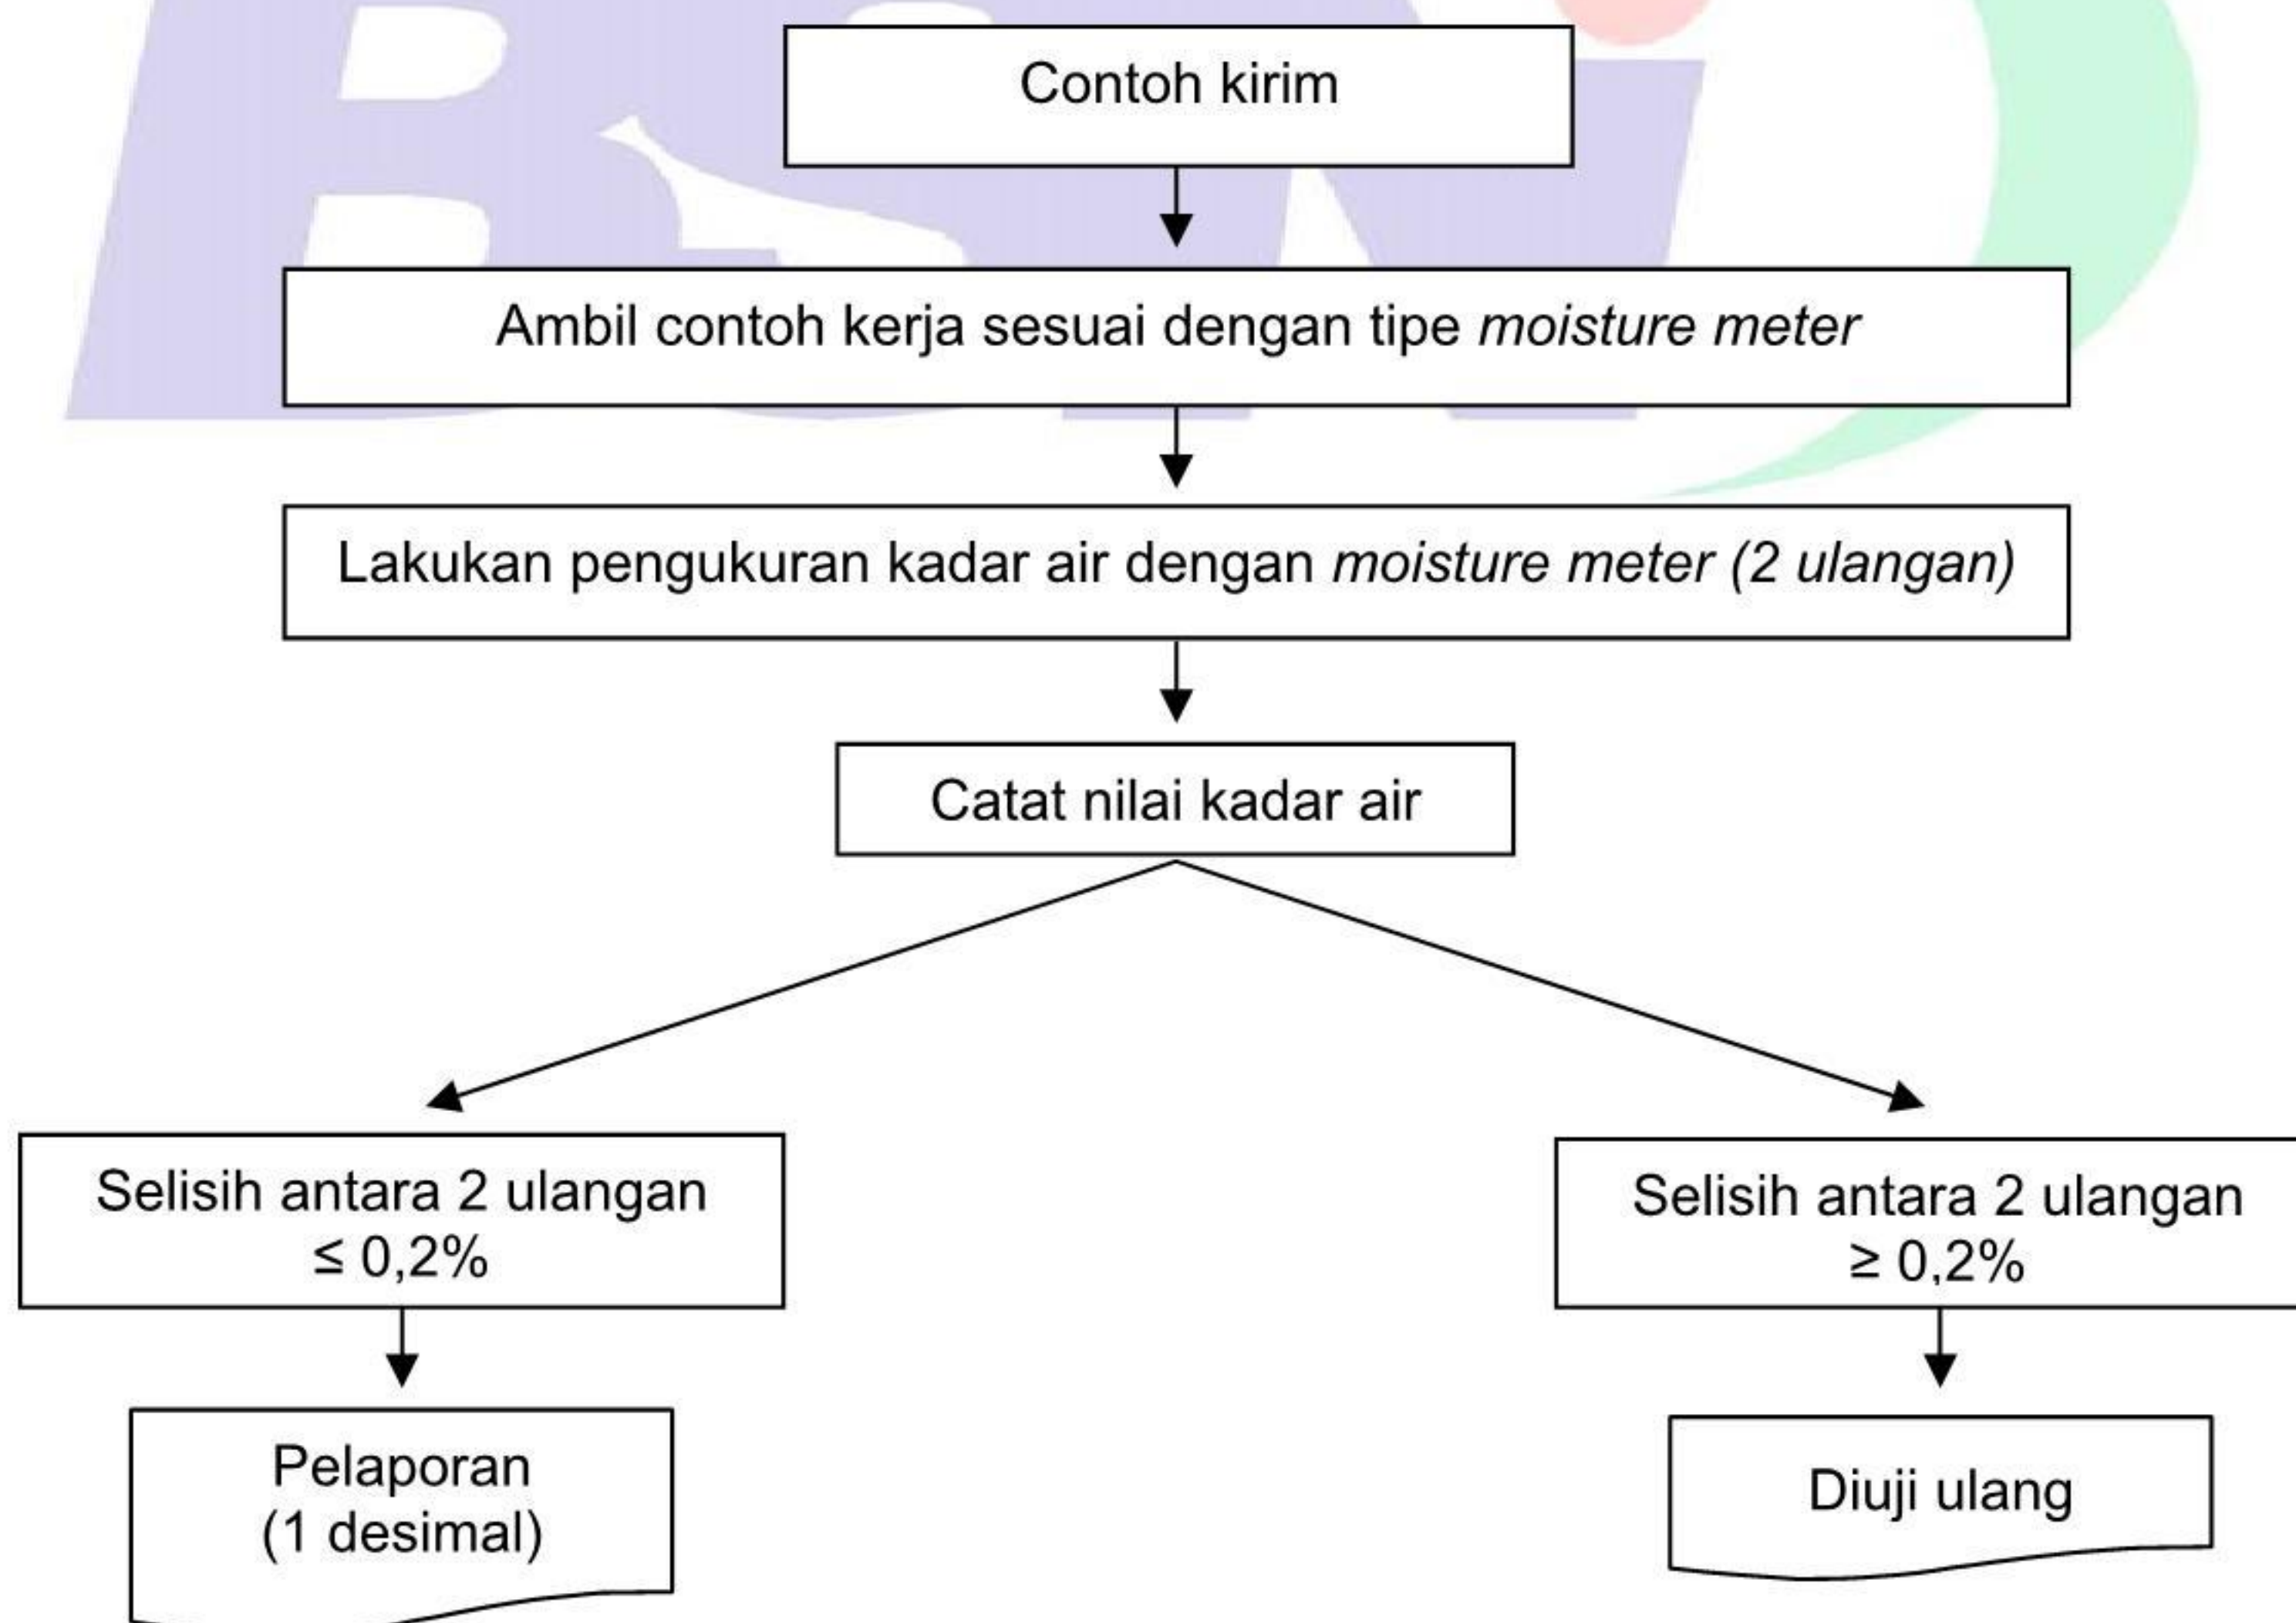 Contoh kirim
Ambil contoh kerja sesuai dengan tipe moisture meter
Lakukan pengukuran kadar air dengan moisture meter (2 ulangan)
Catat nilai kadar air
Selisih antara 2 ulangan
≤ 0,2%
Selisih antara 2 ulangan
≥ 0,2%
Pelaporan
(1 desimal)
Diuji ulang